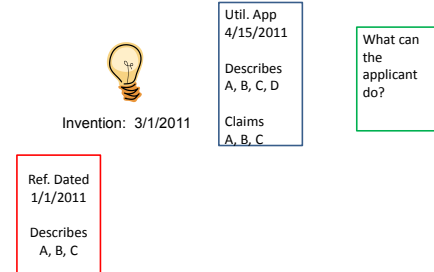 Util. App
4/15/2011
Describes
A, B, C, D
Claims
A, B, C
What can
the
applicant
do?
Invention:  3/1/2011
Ref. Dated
1/1/2011
Describes
A, B, C